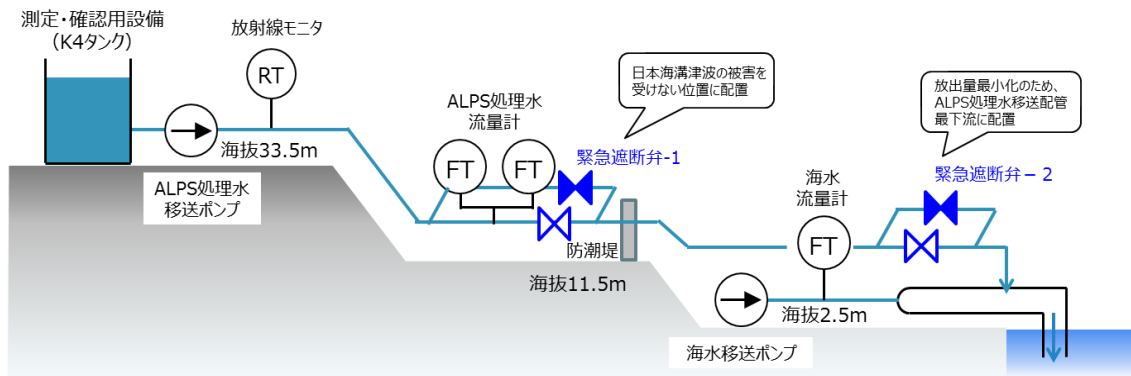 測定・確認用設備
（K4タンク）
放射線モニタ
RT
海抜33.5m
ALPS処理水
移送ポンプ
ALPS処理水
流量計
FT
FT
日本海溝津波の被害を
受けない位置に配置
緊急遮断弁-1
防潮堤
海抜11.5m
海水
流量計
FT
放出量最小化のため、
ALPS処理水移送配管
最下流に配置
緊急遮断弁－２
海抜2.5m
海水移送ポンプ